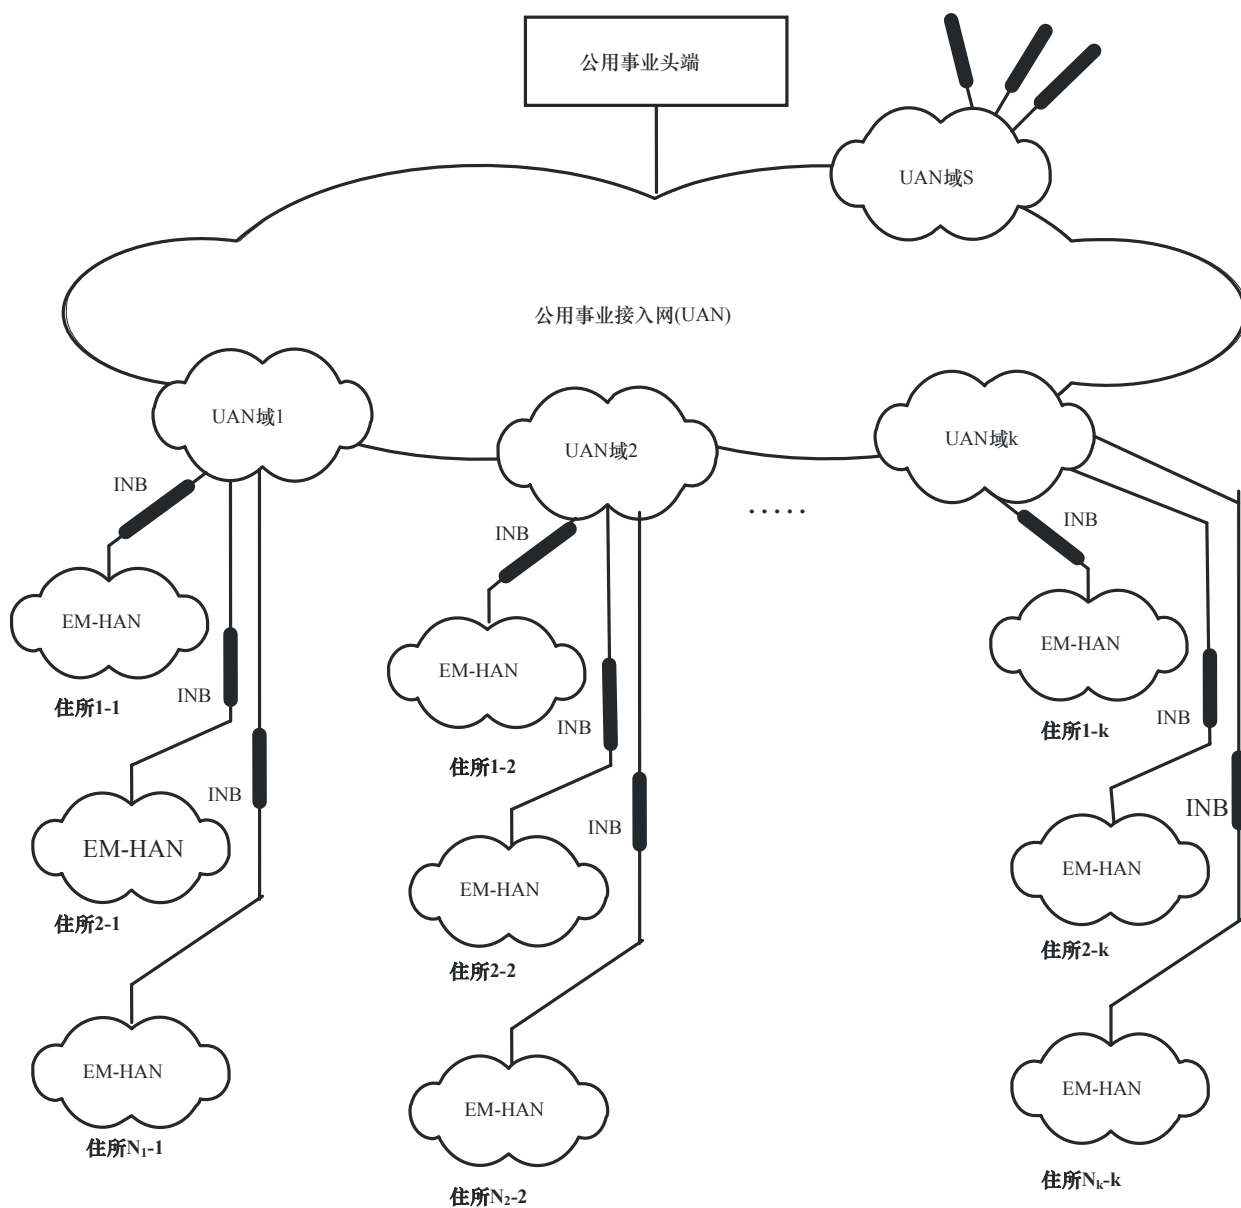 公用事业头端
UAN域S
公用事业接入网(UAN)
UAN域1
UAN域2
UAN域k
.....
INB
INB
INB
EM-HAN
EM-HAN
EM-HAN
住所1-1
住所1-2
住所1-k
INB
INB
INB
INB
INB
INB
EM-HAN
EM-HAN
EM-HAN
住所2-1
住所2-2
住所2-k
EM-HAN
EM-HAN
EM-HAN
住所N₁-1
住所N₂-2
住所Nₖ-k